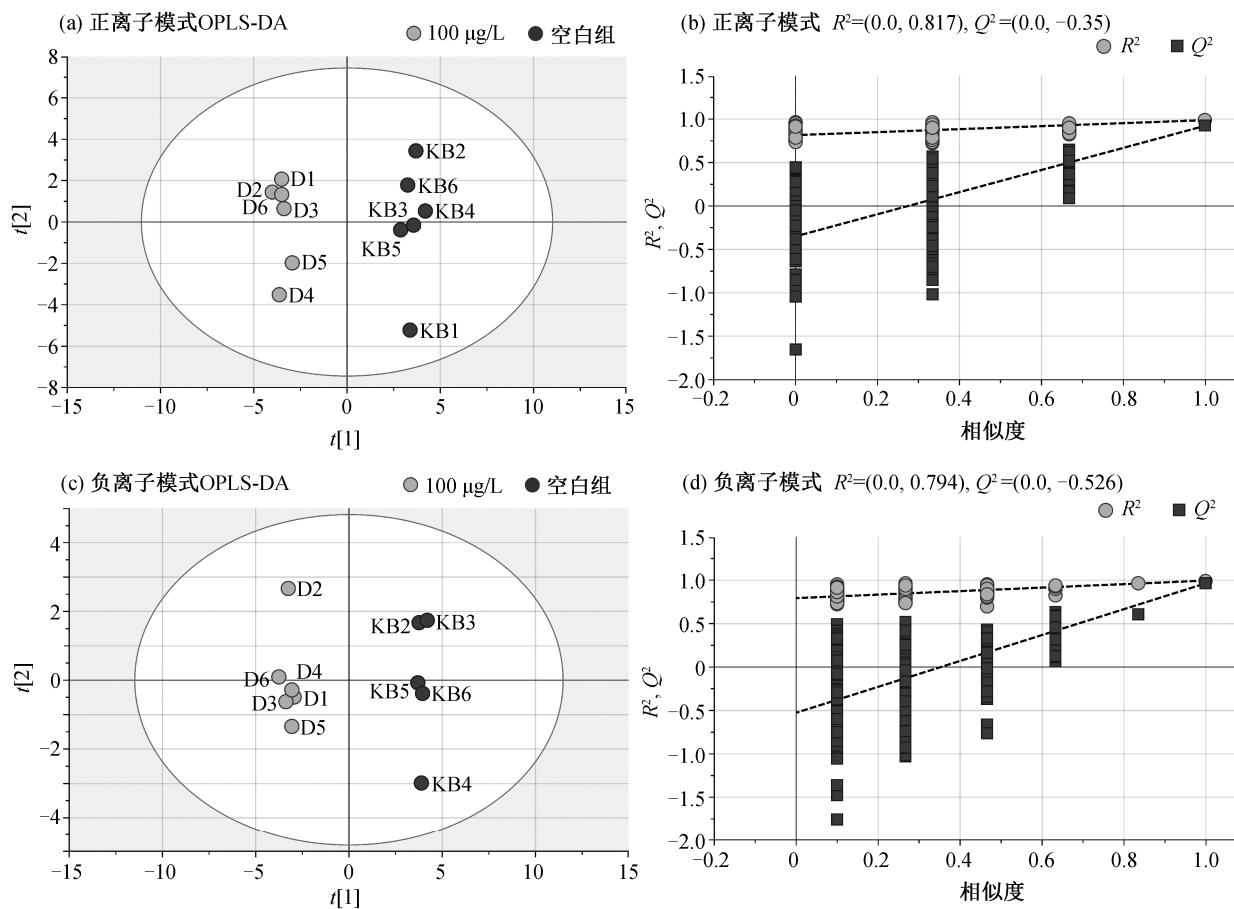 (a) 正离子模式OPLS-DA
100 μg/L 空白组
8
6
4
2
0
−2
−4
−6
−8
t[2]
D1
D2
D6
D3
D5
D4
KB2
KB6
KB3
KB4
KB5
KB1
−15 −10 −5 0 5 10 15
t[1]
(b) 正离子模式 R²=(0.0, 0.817), Q²=(0.0, −0.35)
R² Q²
1.5
1.0
0.5
0
−0.5
−1.0
−1.5
−2.0
R², Q²
−0.2 0 0.2 0.4 0.6 0.8 1.0
相似度
(c) 负离子模式OPLS-DA
100 μg/L 空白组
4
2
0
−2
−4
t[2]
D2
D6
D4
D3
D1
D5
KB2
KB3
KB5
KB6
KB4
−15 −10 −5 0 5 10 15
t[1]
(d) 负离子模式 R²=(0.0, 0.794), Q²=(0.0, −0.526)
R² Q²
1.5
1.0
0.5
0
−0.5
−1.0
−1.5
−2.0
R², Q²
−0.2 0 0.2 0.4 0.6 0.8 1.0
相似度